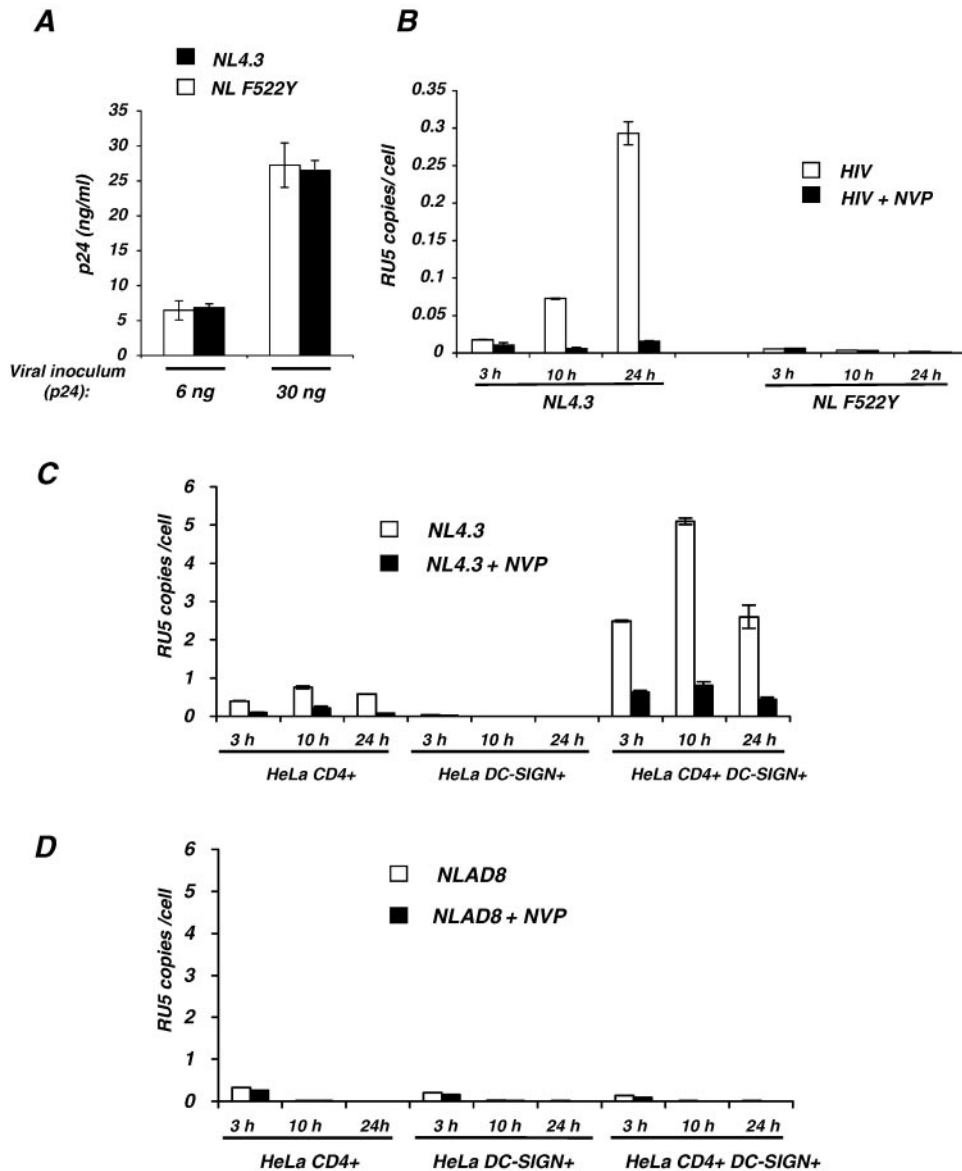 A
NL4.3
NL F522Y
35
30
25
20
15
10
5
0
p24 (ng/ml)
Viral inoculum
(p24):
6 ng
30 ng
B
0.35
0.3
0.25
0.2
0.15
0.1
0.05
0
RU5 copies/ cell
HIV
HIV + NVP
3 h 10 h 24 h 3 h 10 h 24 h
NL4.3 NL F522Y
C
6
5
4
3
2
1
0
RU5 copies /cell
NL4.3
NL4.3 + NVP
3 h 10 h 24 h 3 h 10 h 24 h 3 h 10 h 24 h
HeLa CD4+ HeLa DC-SIGN+ HeLa CD4+ DC-SIGN+
D
6
5
4
3
2
1
0
RU5 copies /cell
NLAD8
NLAD8 + NVP
3 h 10 h 24h 3 h 10 h 24 h 3 h 10 h 24 h
HeLa CD4+ HeLa DC-SIGN+ HeLa CD4+ DC-SIGN+